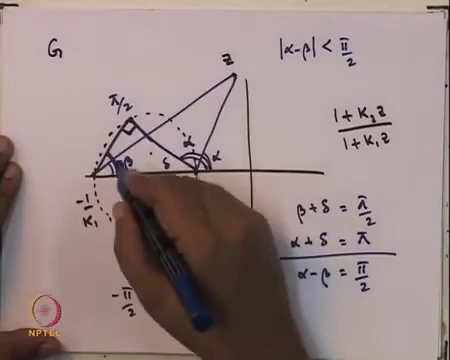 G
|α-β| < π/2
Z
π/2
1+K₂z / 1+K₁z
α
α
β
δ
-1/K₁
β+δ = π/2
α+δ = π
α-β = π/2
-π/2
NPTEL